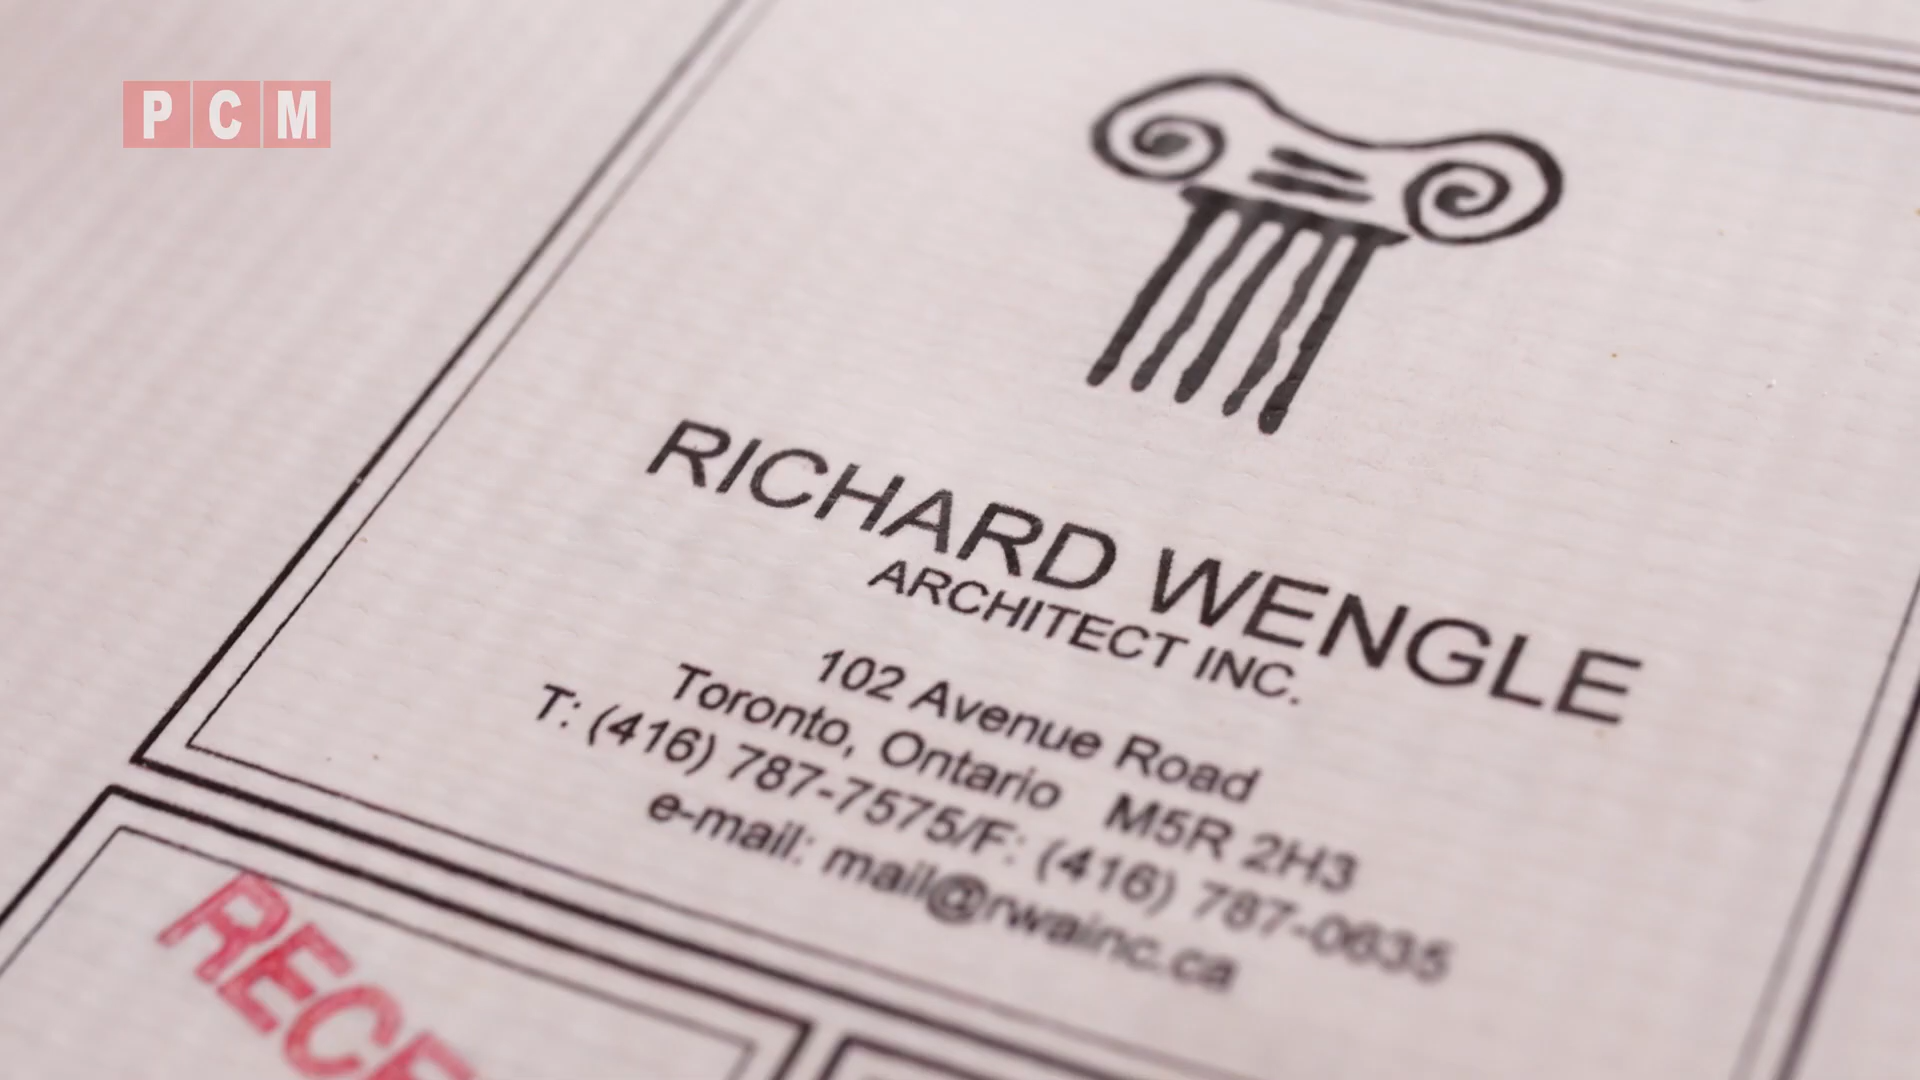 PCM
RICHARD WENGLE
ARCHITECT INC.
102 Avenue Road
Toronto, Ontario M5R 2H3
T: (416) 787-7575/F: (416) 787-0635
e-mail: mail@rwainc.ca